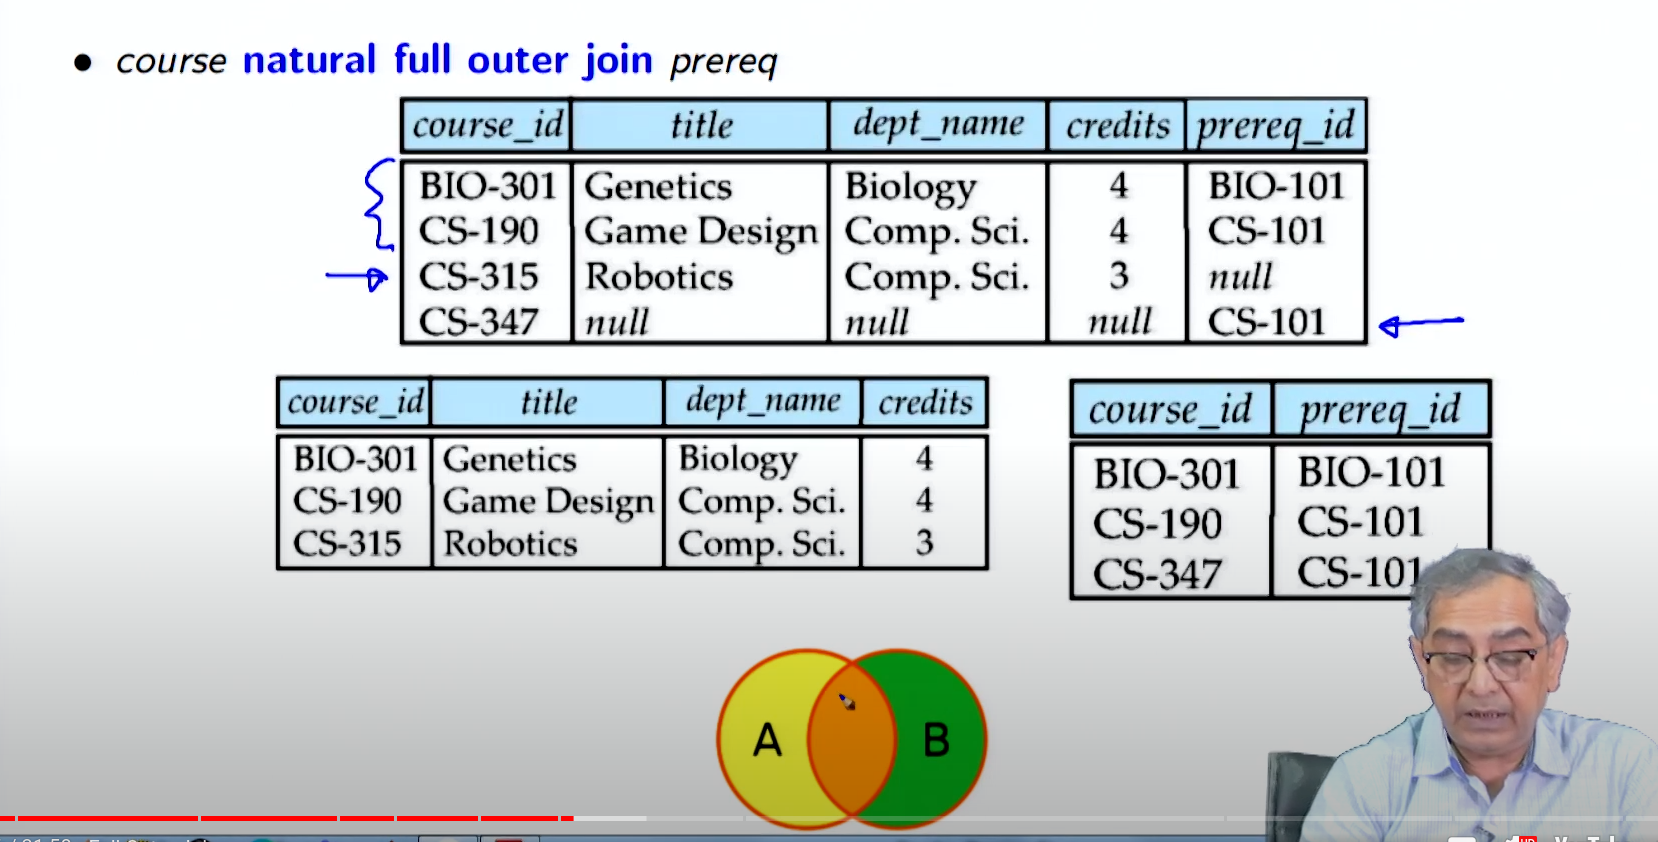 ● course natural full outer join prereq
course_id title dept_name credits prereq_id
BIO-301 Genetics Biology 4 BIO-101
CS-190 Game Design Comp. Sci. 4 CS-101
CS-315 Robotics Comp. Sci. 3 null
CS-347 null null null CS-101
course_id title dept_name credits
BIO-301 Genetics Biology 4
CS-190 Game Design Comp. Sci. 4
CS-315 Robotics Comp. Sci. 3
course_id prereq_id
BIO-301 BIO-101
CS-190 CS-101
CS-347 CS-101
A B